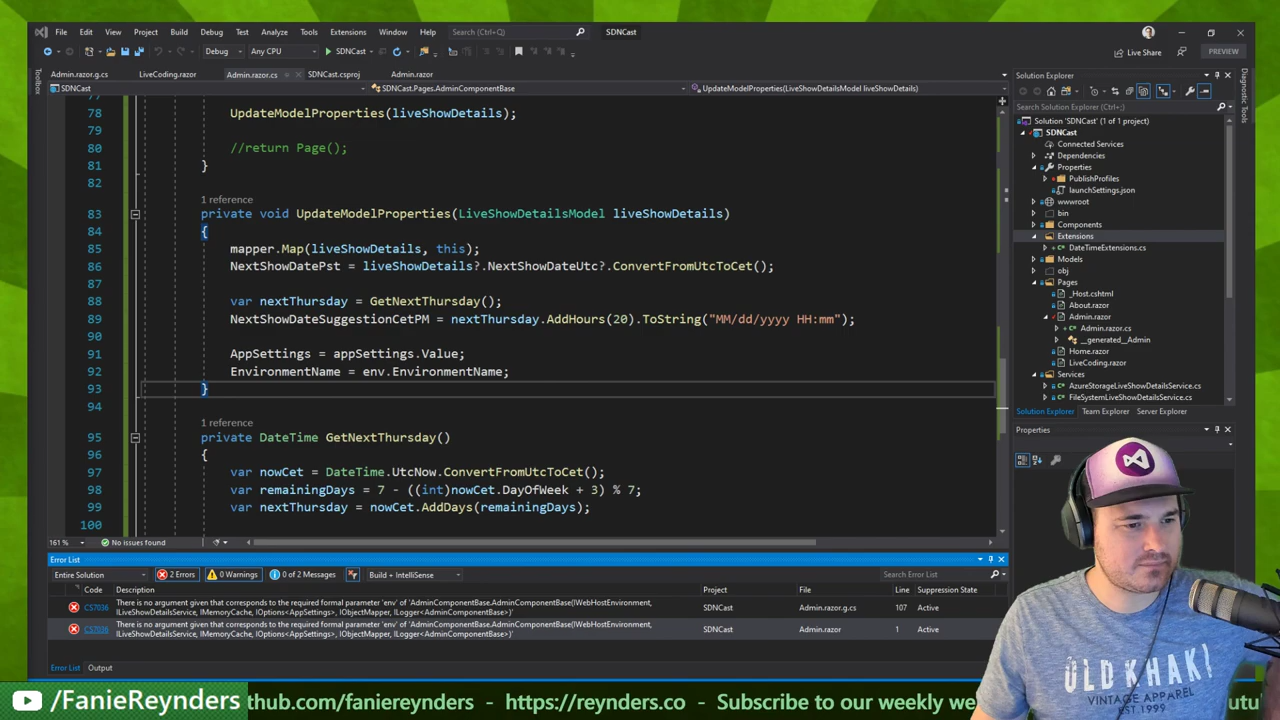 File Edit View Project Build Debug Test Analyze Tools Extensions Window Help Search (Ctrl+Q) SDNCast
Debug Any CPU SDNCast Live Share PREVIEW
Admin.razor.g.cs LiveCoding.razor Admin.razor.cs SDNCast.csproj Admin.razor
SDNCast SDNCast.Pages.AdminComponentBase UpdateModelProperties(LiveShowDetailsModel liveShowDetails)
Toolbox
77
78 UpdateModelProperties(liveShowDetails);
79
80 //return Page();
81 }
82
1 reference
83 private void UpdateModelProperties(LiveShowDetailsModel liveShowDetails)
84 {
85 mapper.Map(liveShowDetails, this);
86 NextShowDatePst = liveShowDetails?.NextShowDateUtc?.ConvertFromUtcToCet();
87
88 var nextThursday = GetNextThursday();
89 NextShowDateSuggestionCetPM = nextThursday.AddHours(20).ToString("MM/dd/yyyy HH:mm");
90
91 AppSettings = appSettings.Value;
92 EnvironmentName = env.EnvironmentName;
93 }
94
1 reference
95 private DateTime GetNextThursday()
96 {
97 var nowCet = DateTime.UtcNow.ConvertFromUtcToCet();
98 var remainingDays = 7 - ((int)nowCet.DayOfWeek + 3) % 7;
99 var nextThursday = nowCet.AddDays(remainingDays);
100
161 % No issues found
Error List
Entire Solution 2 Errors 0 Warnings 0 of 2 Messages Build + IntelliSense Search Error List
Code Description Project File Line Suppression State
CS7036 There is no argument given that corresponds to the required formal parameter 'env' of 'AdminComponentBase.AdminComponentBase(IWebHostEnvironment, ILiveShowDetailsService, IMemoryCache, IOptions<AppSettings>, IObjectMapper, ILogger<AdminComponentBase>)' SDNCast Admin.razor.g.cs 107 Active
CS7036 There is no argument given that corresponds to the required formal parameter 'env' of 'AdminComponentBase.AdminComponentBase(IWebHostEnvironment, ILiveShowDetailsService, IMemoryCache, IOptions<AppSettings>, IObjectMapper, ILogger<AdminComponentBase>)' SDNCast Admin.razor 1 Active
Error List Output
Solution Explorer
Search Solution Explorer (Ctrl+;)
Solution 'SDNCast' (1 of 1 project)
SDNCast
Connected Services
Dependencies
Properties
PublishProfiles
launchSettings.json
wwwroot
bin
Components
Extensions
DateTimeExtensions.cs
Models
obj
Pages
_Host.cshtml
About.razor
Admin.razor
Admin.razor.cs
__generated__Admin
Home.razor
LiveCoding.razor
Services
AzureStorageLiveShowDetailsService.cs
FileSystemLiveShowDetailsService.cs
Solution Explorer Team Explorer Server Explorer
Properties
Diagnostic Tools
OLD KHAKI
VINTAGE APPAREL
EST.1999
/FanieReynders thub.com/faniereynders - https://reynders.co - Subscribe to our weekly we